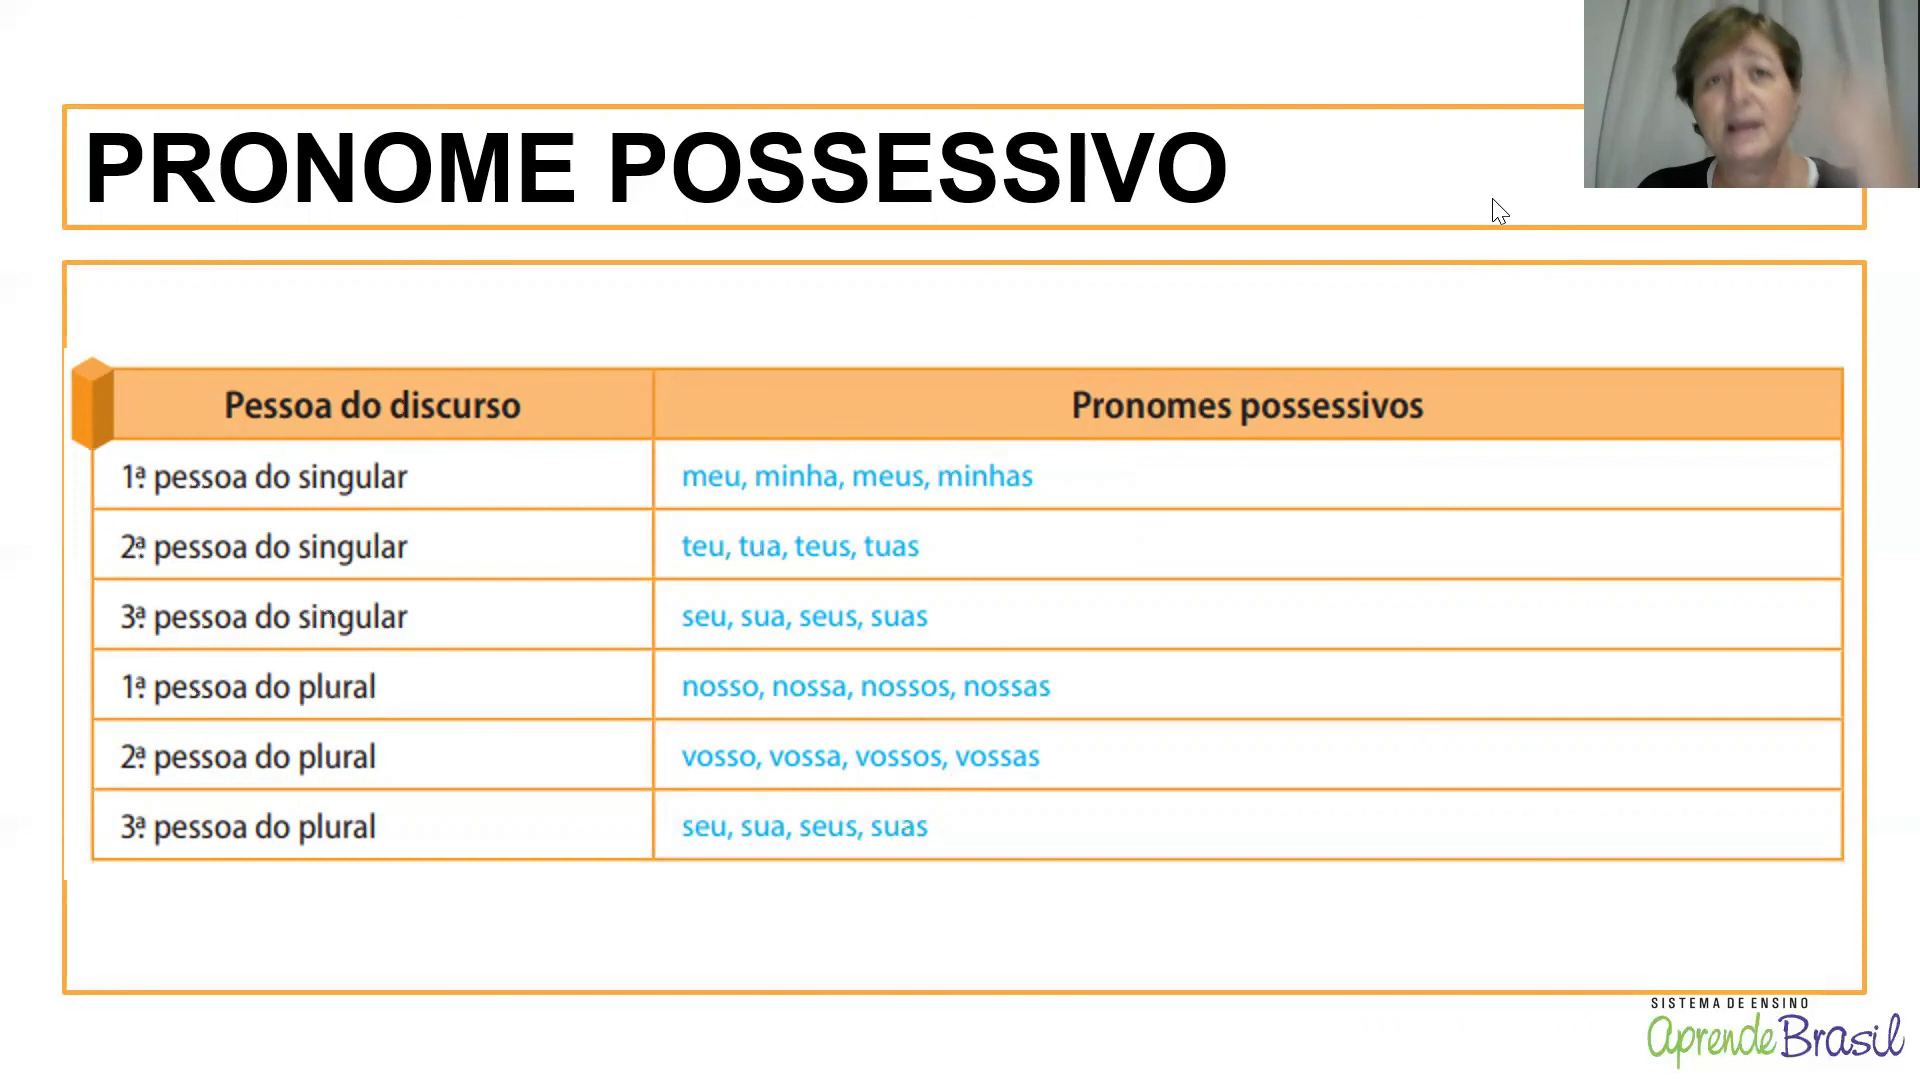 PRONOME POSSESSIVO
Pessoa do discurso Pronomes possessivos
1ª pessoa do singular meu, minha, meus, minhas
2ª pessoa do singular teu, tua, teus, tuas
3ª pessoa do singular seu, sua, seus, suas
1ª pessoa do plural nosso, nossa, nossos, nossas
2ª pessoa do plural vosso, vossa, vossos, vossas
3ª pessoa do plural seu, sua, seus, suas
SISTEMA DE ENSINO
aprendeBrasil